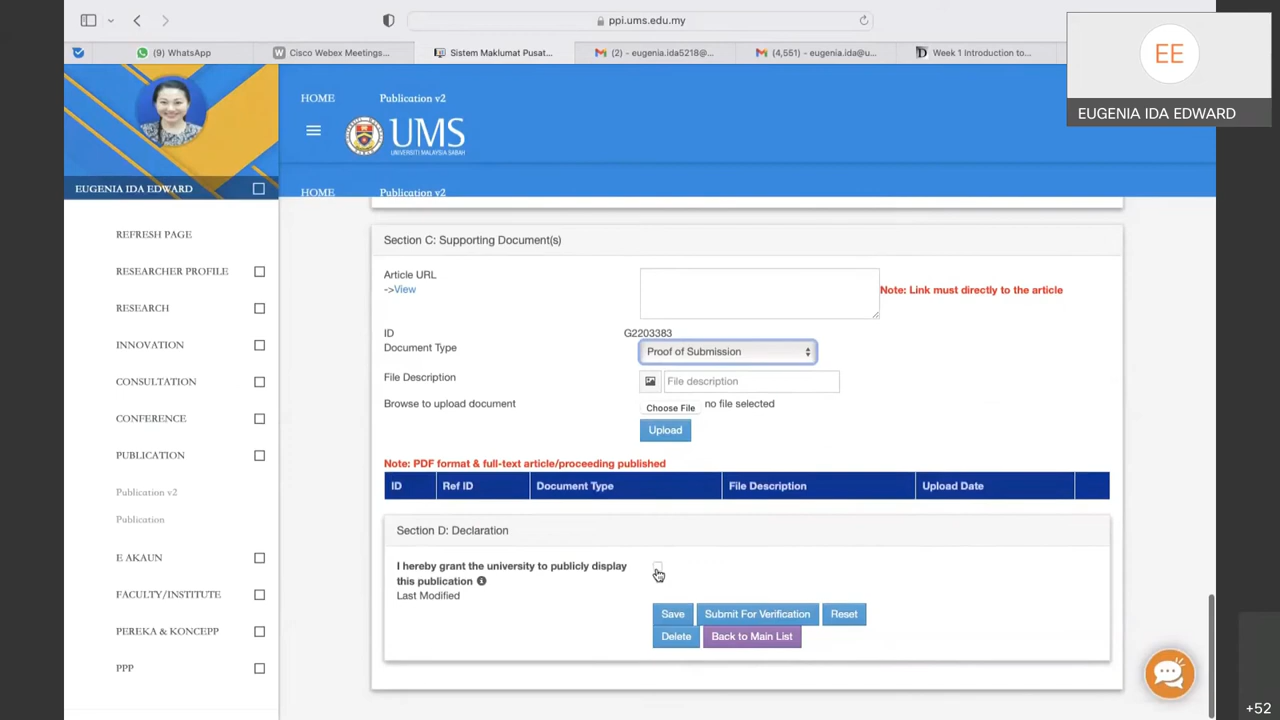 ppi.ums.edu.my
(9) WhatsApp
Cisco Webex Meetings...
Sistem Maklumat Pusat...
(2) - eugenia.ida5218@...
(4,551) - eugenia.ida@u...
Week 1 Introduction to...
EE
EUGENIA IDA EDWARD
HOME
Publication v2
UMS
UNIVERSITI MALAYSIA SABAH
EUGENIA IDA EDWARD
HOME
Publication v2
REFRESH PAGE
RESEARCHER PROFILE
RESEARCH
INNOVATION
CONSULTATION
CONFERENCE
PUBLICATION
Publication v2
Publication
E AKAUN
FACULTY/INSTITUTE
PEREKA & KONCEPP
PPP
Section C: Supporting Document(s)
Article URL
->View
Note: Link must directly to the article
ID
G2203383
Document Type
Proof of Submission
File Description
File description
Browse to upload document
Choose File
no file selected
Upload
Note: PDF format & full-text article/proceeding published
ID
Ref ID
Document Type
File Description
Upload Date
Section D: Declaration
I hereby grant the university to publicly display
this publication
Last Modified
Save
Submit For Verification
Reset
Delete
Back to Main List
+52